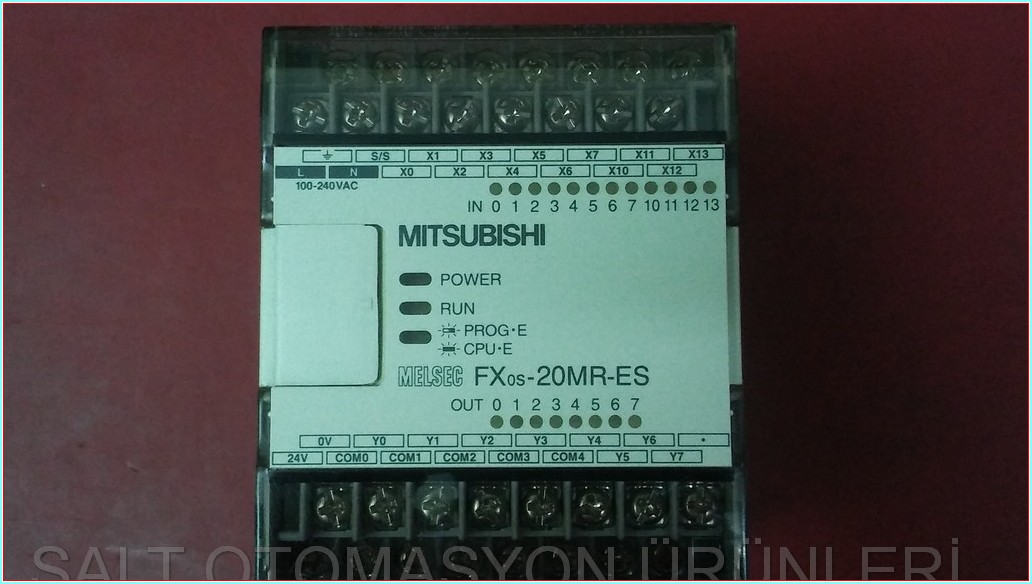 S/S X1 X3 X5 X7 X11 X13
L N X0 X2 X4 X6 X10 X12
100-240VAC
IN 0 1 2 3 4 5 6 7 10 11 12 13
MITSUBISHI
POWER
RUN
PROG·E
CPU·E
MELSEC FX0S-20MR-ES
OUT 0 1 2 3 4 5 6 7
0V Y0 Y1 Y2 Y3 Y4 Y6 •
24V COM0 COM1 COM2 COM3 COM4 Y5 Y7
SALT OTOMASYON ÜRÜNLERİ